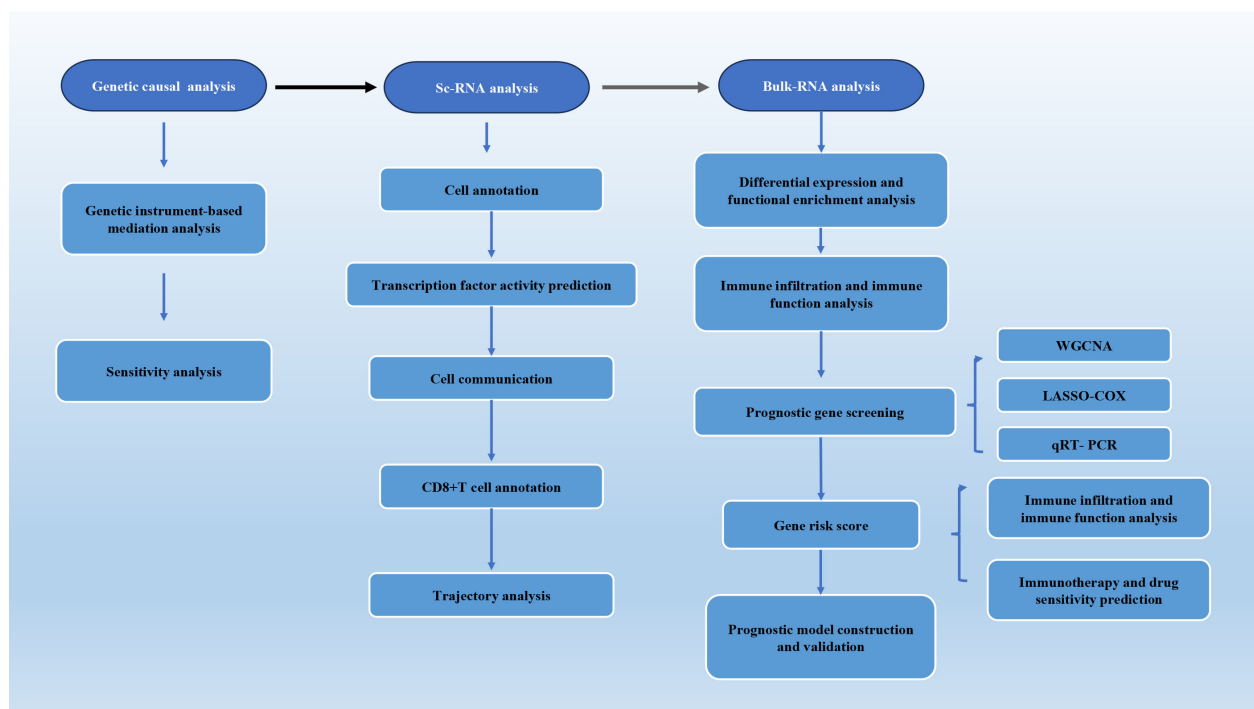 Genetic causal analysis
Sc-RNA analysis
Bulk-RNA analysis
Genetic instrument-based
mediation analysis
Sensitivity analysis
Cell annotation
Transcription factor activity prediction
Cell communication
CD8+T cell annotation
Trajectory analysis
Differential expression and
functional enrichment analysis
Immune infiltration and immune
function analysis
Prognostic gene screening
WGCNA
LASSO-COX
qRT- PCR
Gene risk score
Immune infiltration and
immune function analysis
Immunotherapy and drug
sensitivity prediction
Prognostic model construction
and validation